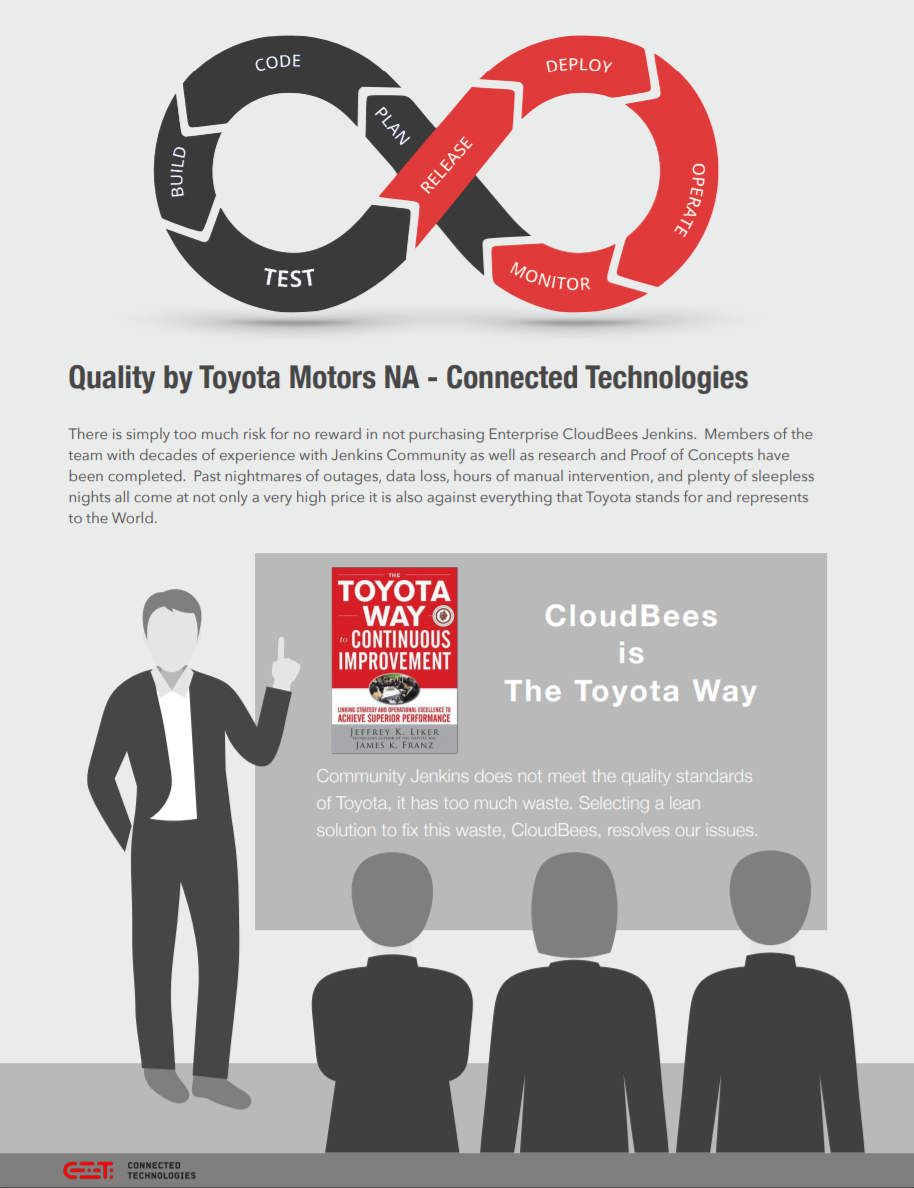 CODE
DEPLOY
PLAN
BUILD
RELEASE
OPERATE
TEST
MONITOR
Quality by Toyota Motors NA - Connected Technologies
There is simply too much risk for no reward in not purchasing Enterprise CloudBees Jenkins.  Members of the
team with decades of experience with Jenkins Community as well as research and Proof of Concepts have
been completed.  Past nightmares of outages, data loss, hours of manual intervention, and plenty of sleepless
nights all come at not only a very high price it is also against everything that Toyota stands for and represents
to the World.
THE
TOYOTA
WAY
to CONTINUOUS
IMPROVEMENT
LINKING STRATEGY AND OPERATIONAL EXCELLENCE TO
ACHIEVE SUPERIOR PERFORMANCE
JEFFREY K. LIKER
BESTSELLING AUTHOR OF THE TOYOTA WAY
JAMES K. FRANZ
CloudBees
is
The Toyota Way
Community Jenkins does not meet the quality standards
of Toyota, it has too much waste. Selecting a lean
solution to fix this waste, CloudBees, resolves our issues.
CONNECTED
TECHNOLOGIES